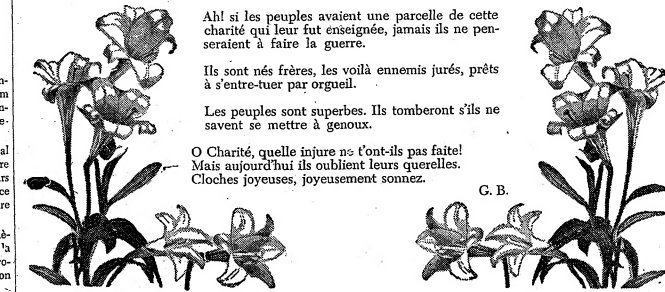 Ah! si les peuples avaient une parcelle de cette
charité qui leur fut enseignée, jamais ils ne pen-
seraient à faire la guerre.
Ils sont nés frères, les voilà ennemis jurés, prêts
à s'entre-tuer par orgueil.
Les peuples sont superbes. Ils tomberont s'ils ne
savent se mettre à genoux.
O Charité, quelle injure ne t'ont-ils pas faite!
Mais aujourd'hui ils oublient leurs querelles.
Cloches joyeuses, joyeusement sonnez.
G. B.